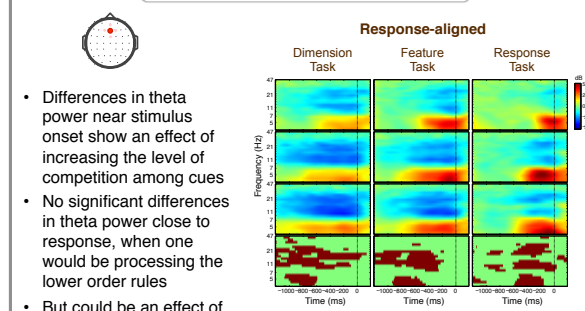 Response-aligned
Dimension Task
Feature Task
Response Task
• Differences in theta
power near stimulus
onset show an effect of
increasing the level of
competition among cues
• No significant differences
in theta power close to
response, when one
would be processing the
lower order rules
• But could be an effect of
dB
Frequency (Hz)
47
21
11
7
5
47
21
11
7
5
47
21
11
7
5
47
21
11
7
5
−1000−800−600−400−200 0
−1000−800−600−400−200 0
−1000−800−600−400−200 0
Time (ms)
Time (ms)
Time (ms)